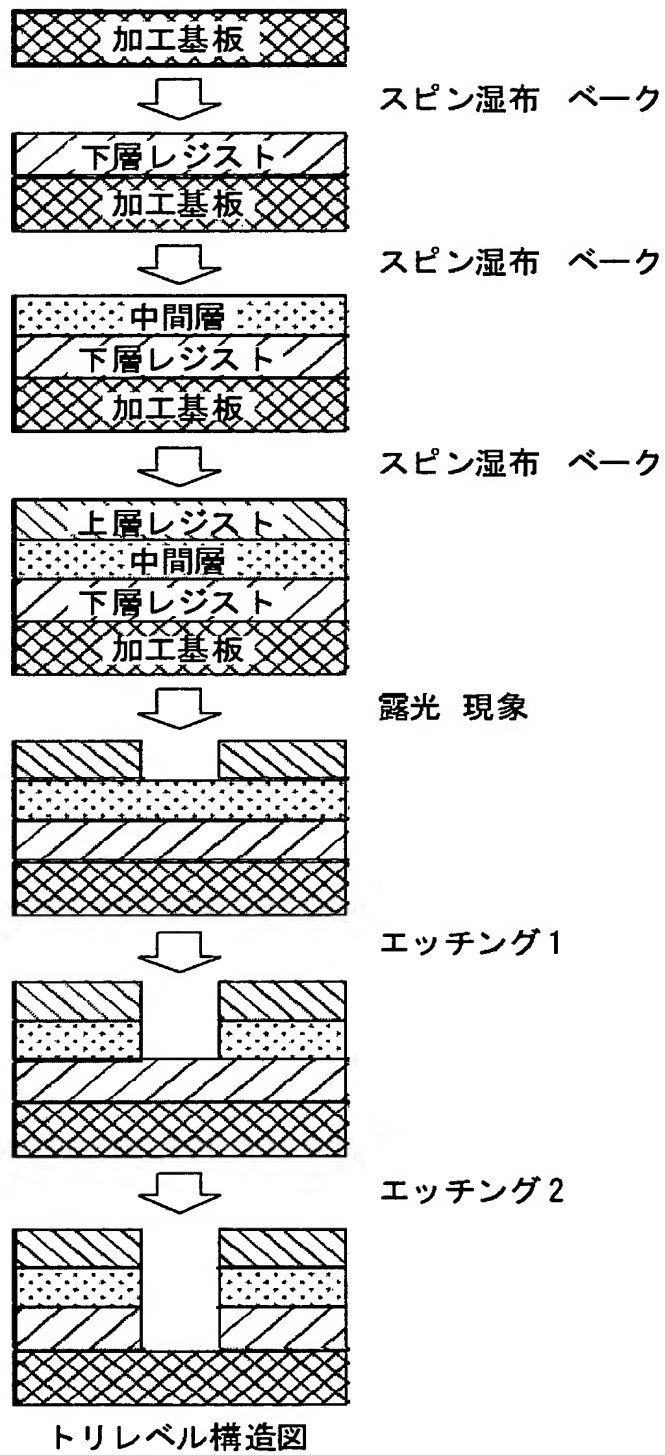 加工基板
スピン湿布 ベーク
下層レジスト
加工基板
スピン湿布 ベーク
中間層
下層レジスト
加工基板
スピン湿布 ベーク
上層レジスト
中間層
下層レジスト
加工基板
露光 現象
エッチング1
エッチング2
トリレベル構造図